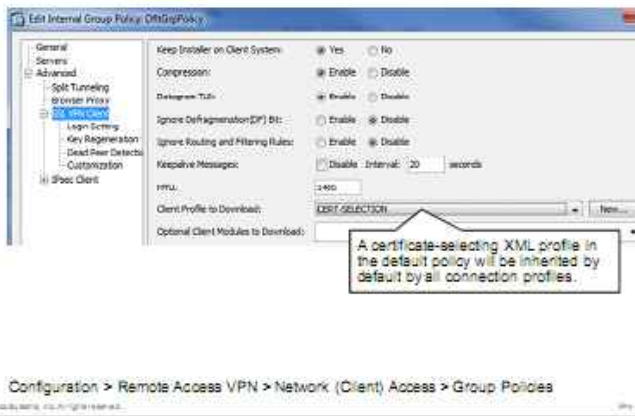 Edit Internal Group Policy: DfltGrpPolicy
General
Servers
Advanced
Split Tunneling
Browser Proxy
SSL VPN Client
Login Setting
Key Regeneration
Dead Peer Detectio
Customization
IPsec Client
Keep Installer on Client System: Yes No
Compression: Enable Disable
Datagram TLS: Enable Disable
Ignore Defragmenation(DF) Bit: Enable Disable
Ignore Routing and Filtering Rules: Enable Disable
Keepalive Messages: Disable Interval: 20 seconds
MTU:
Client Profile to Download: CERT-SELECTION New...
Optional Client Modules to Download:
A certificate-selecting XML profile in
the default policy will be inherited by
default by all connection profiles.
Configuration > Remote Access VPN > Network (Client) Access > Group Policies